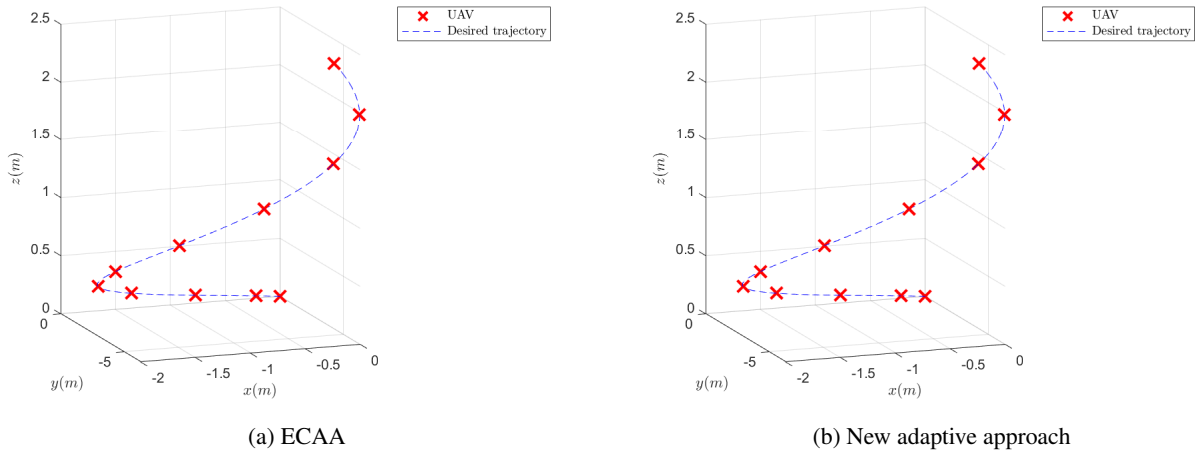 UAV
Desired trajectory
2.5
2
1.5
1
0.5
0
z(m)
0
-5
y(m)
-2
-1.5
-1
-0.5
0
x(m)
(a) ECAA
UAV
Desired trajectory
2.5
2
1.5
1
0.5
0
z(m)
0
-5
y(m)
-2
-1.5
-1
-0.5
0
x(m)
(b) New adaptive approach